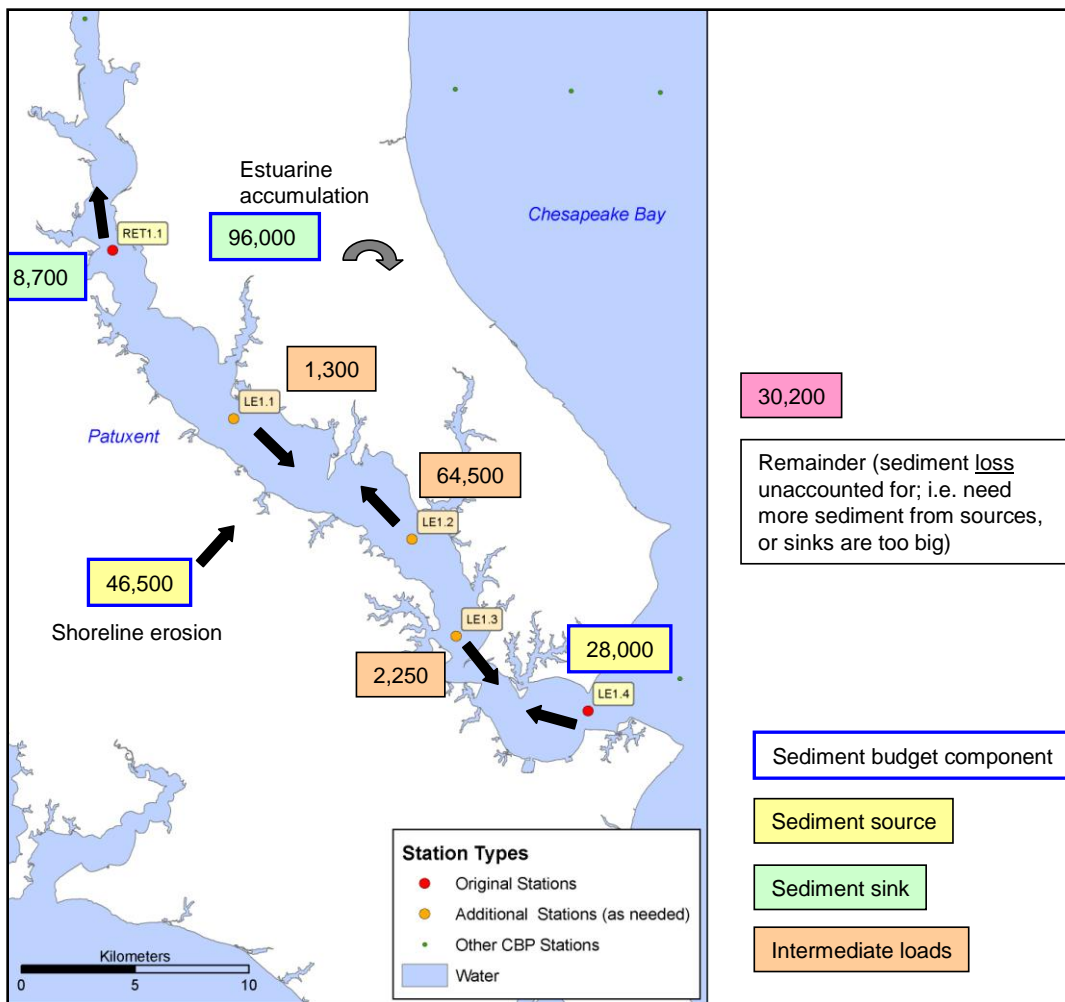 Estuarine
accumulation
96,000
Chesapeake Bay
RET1.1
8,700
1,300
LE1.1
Patuxent
64,500
LE1.2
46,500
Shoreline erosion
LE1.3
2,250
28,000
LE1.4
30,200
Remainder (sediment loss
unaccounted for; i.e. need
more sediment from sources,
or sinks are too big)
Sediment budget component
Sediment source
Sediment sink
Intermediate loads
Station Types
Original Stations
Additional Stations (as needed)
Other CBP Stations
Water
Kilometers
0 5 10